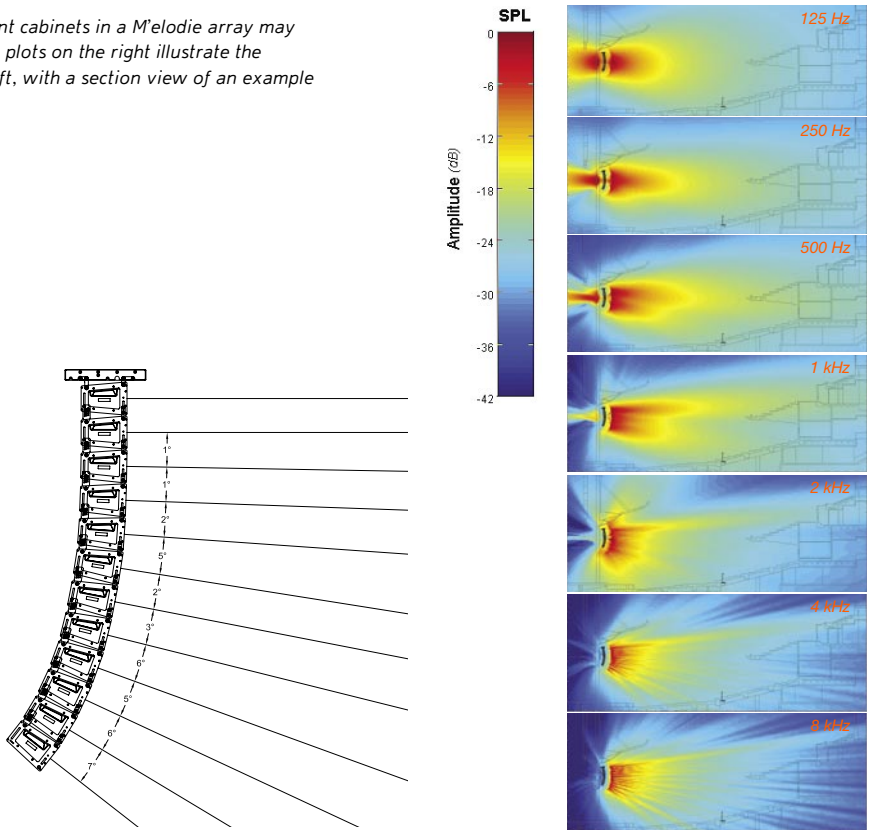 nt cabinets in a M’elodie array may
plots on the right illustrate the
ft, with a section view of an example
SPL
Amplitude (dB)
0
-6
-12
-18
-24
-30
-36
-42
125 Hz
250 Hz
500 Hz
1 kHz
2 kHz
4 kHz
8 kHz
1°
1°
2°
5°
2°
3°
6°
5°
6°
7°